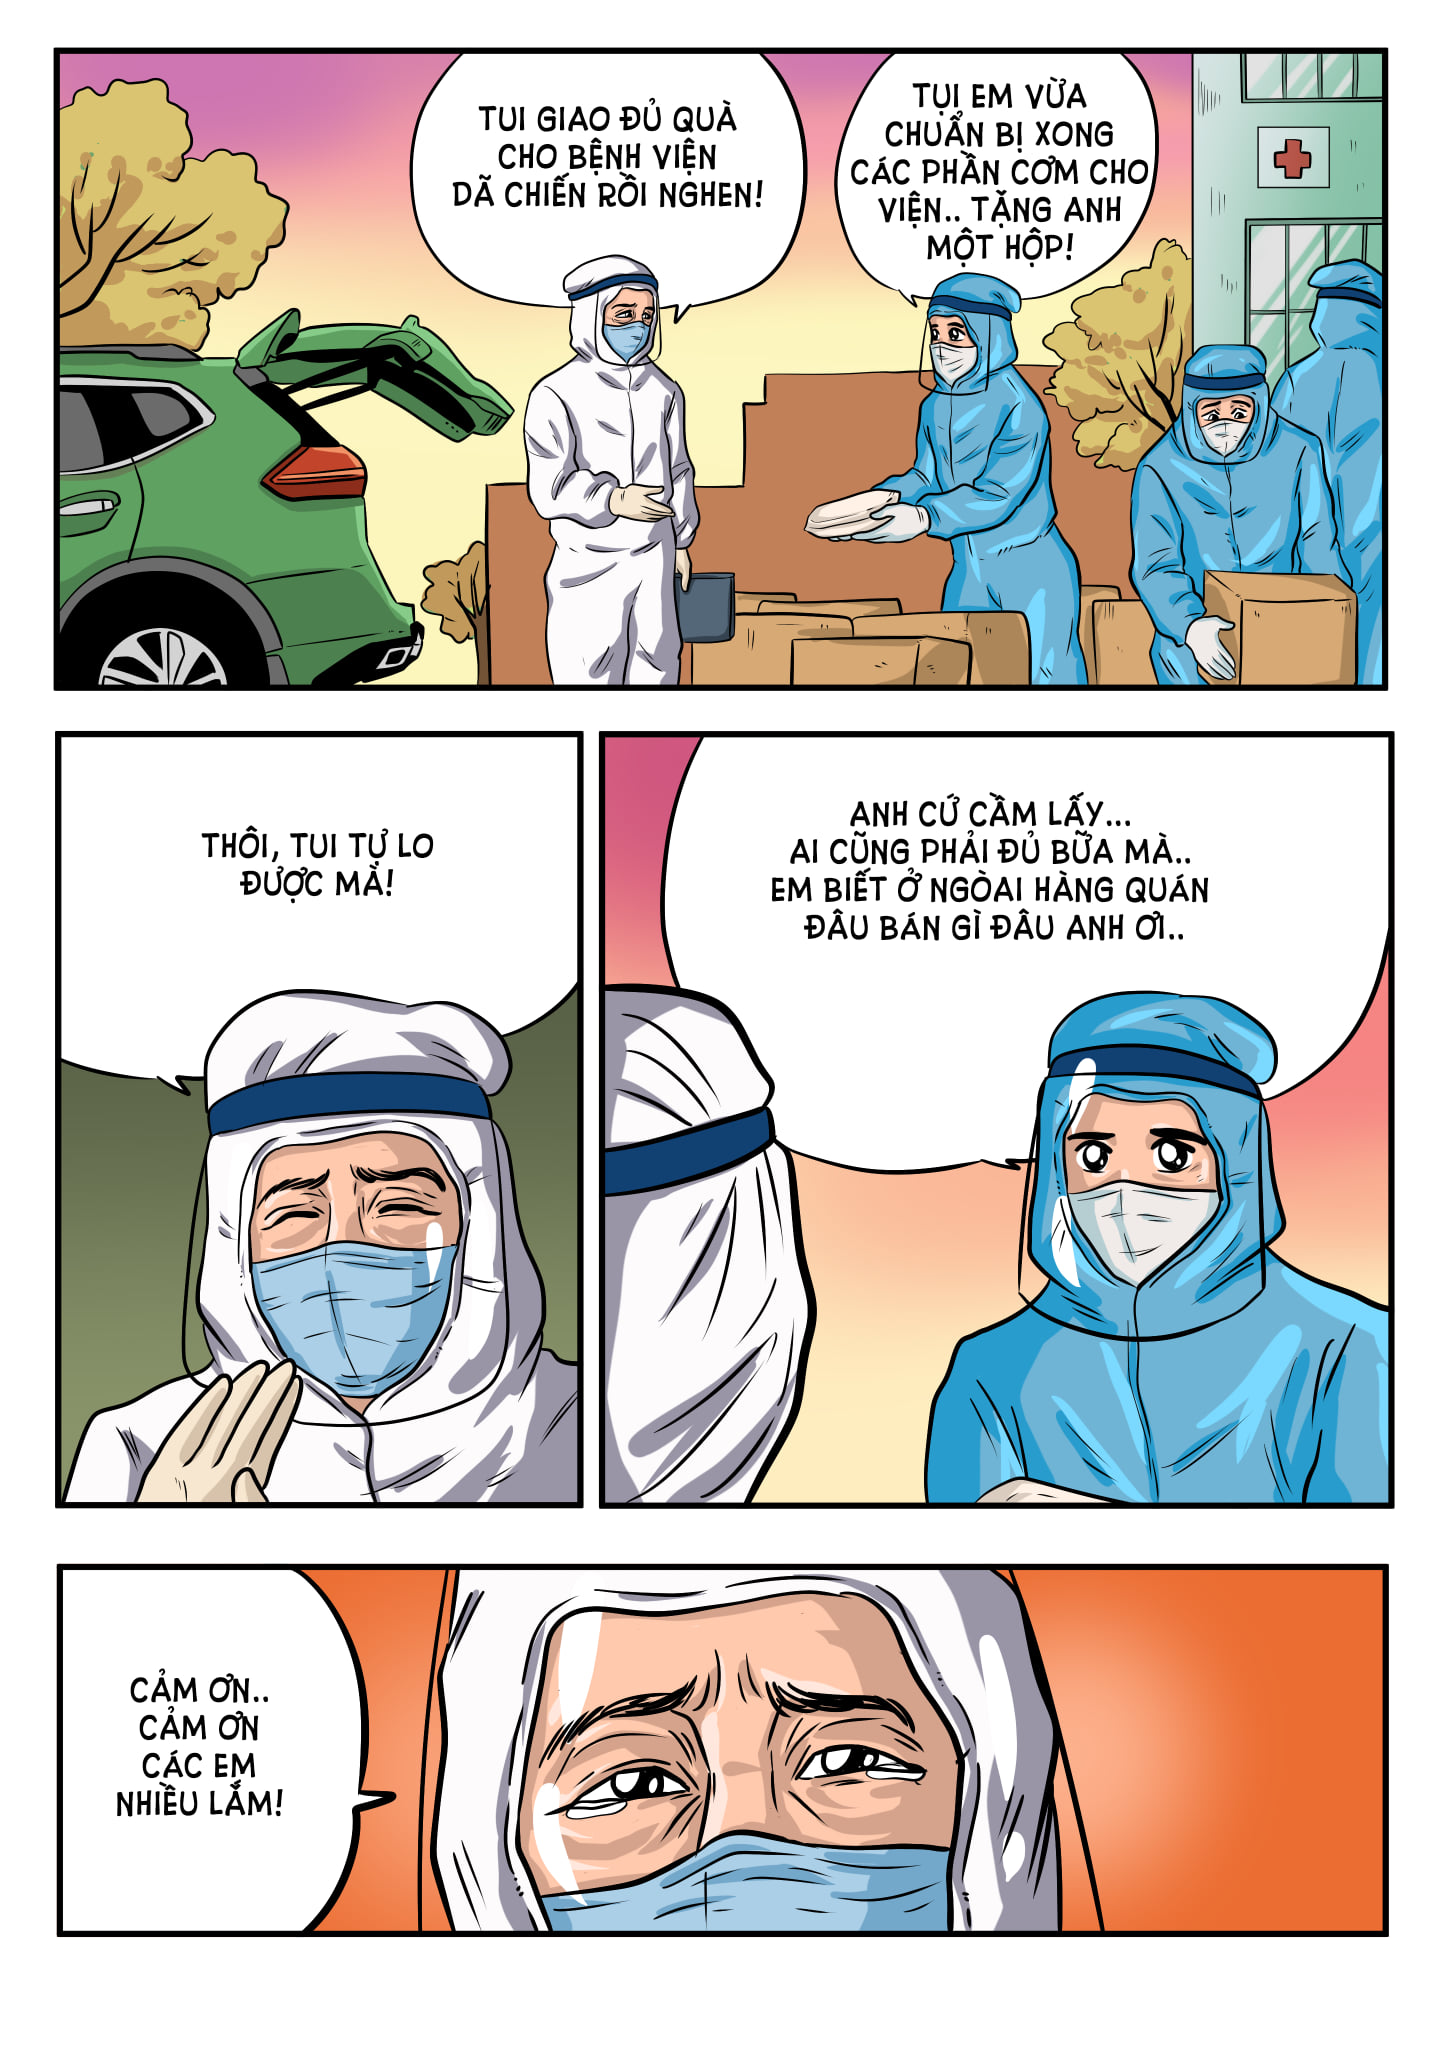 TUI GIAO ĐỦ QUÀ
CHO BỆNH VIỆN
DÃ CHIẾN RỒI NGHEN!
TỤI EM VỪA
CHUẨN BỊ XONG
CÁC PHẦN CƠM CHO
VIỆN.. TẶNG ANH
MỘT HỘP!
THÔI, TUI TỰ LO
ĐƯỢC MÀ!
ANH CỨ CẦM LẤY...
AI CŨNG PHẢI ĐỦ BỮA MÀ..
EM BIẾT Ở NGÒAI HÀNG QUÁN
ĐÂU BÁN GÌ ĐÂU ANH ƠI..
CẢM ƠN..
CẢM ƠN
CÁC EM
NHIỀU LẮM!